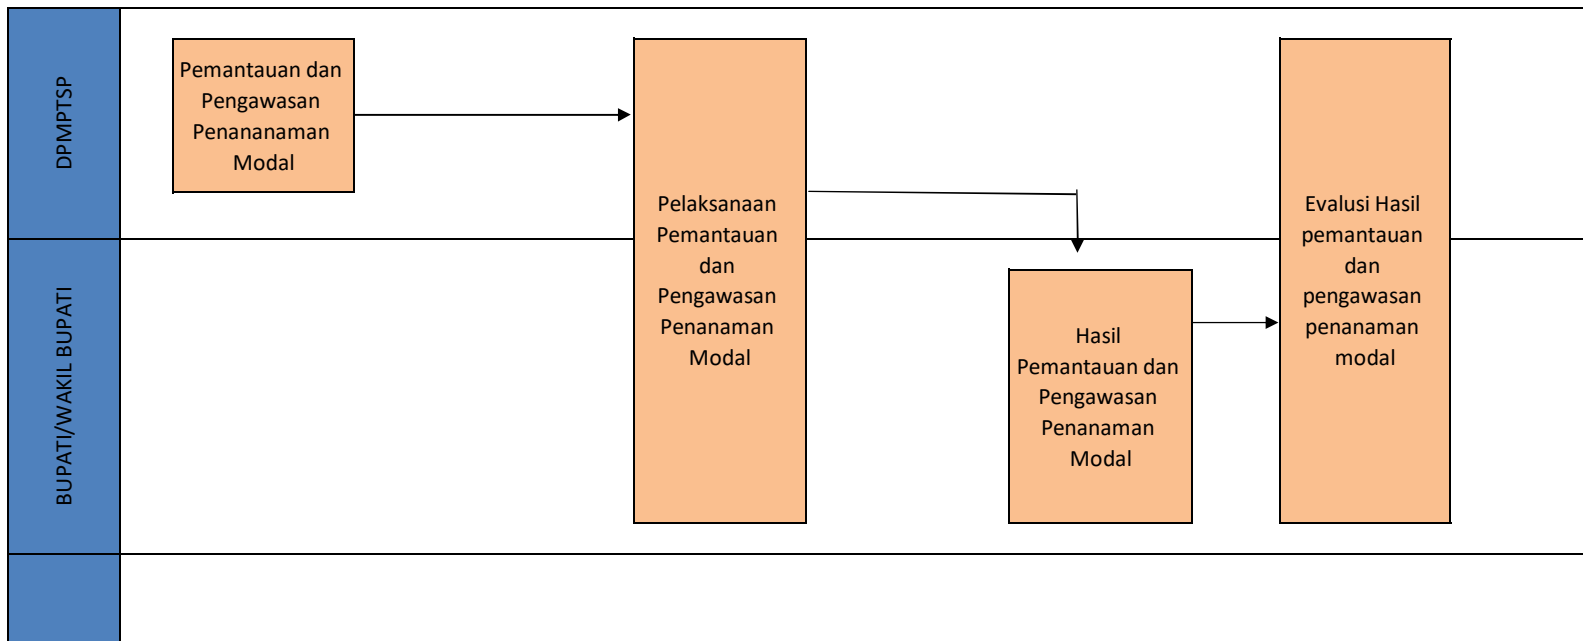 DPMPTSP
Pemantauan dan
Pengawasan
Penananaman
Modal
Pelaksanaan
Pemantauan
dan
Pengawasan
Penanaman
Modal
Evalusi Hasil
pemantauan
dan
pengawasan
penanaman
modal
BUPATI/WAKIL BUPATI
Hasil
Pemantauan dan
Pengawasan
Penanaman
Modal